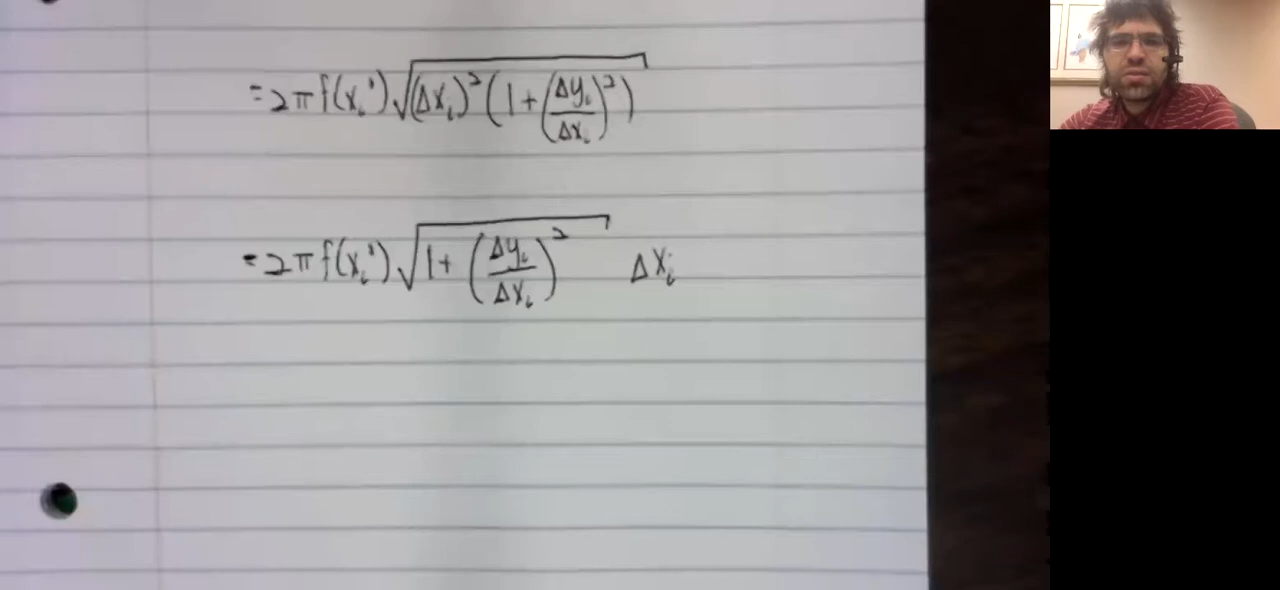 = 2π f(xᵢ') √((Δxᵢ)² (1 + (Δyᵢ/Δxᵢ)²))
= 2π f(xᵢ') √(1 + (Δyᵢ/Δxᵢ)²) Δxᵢ